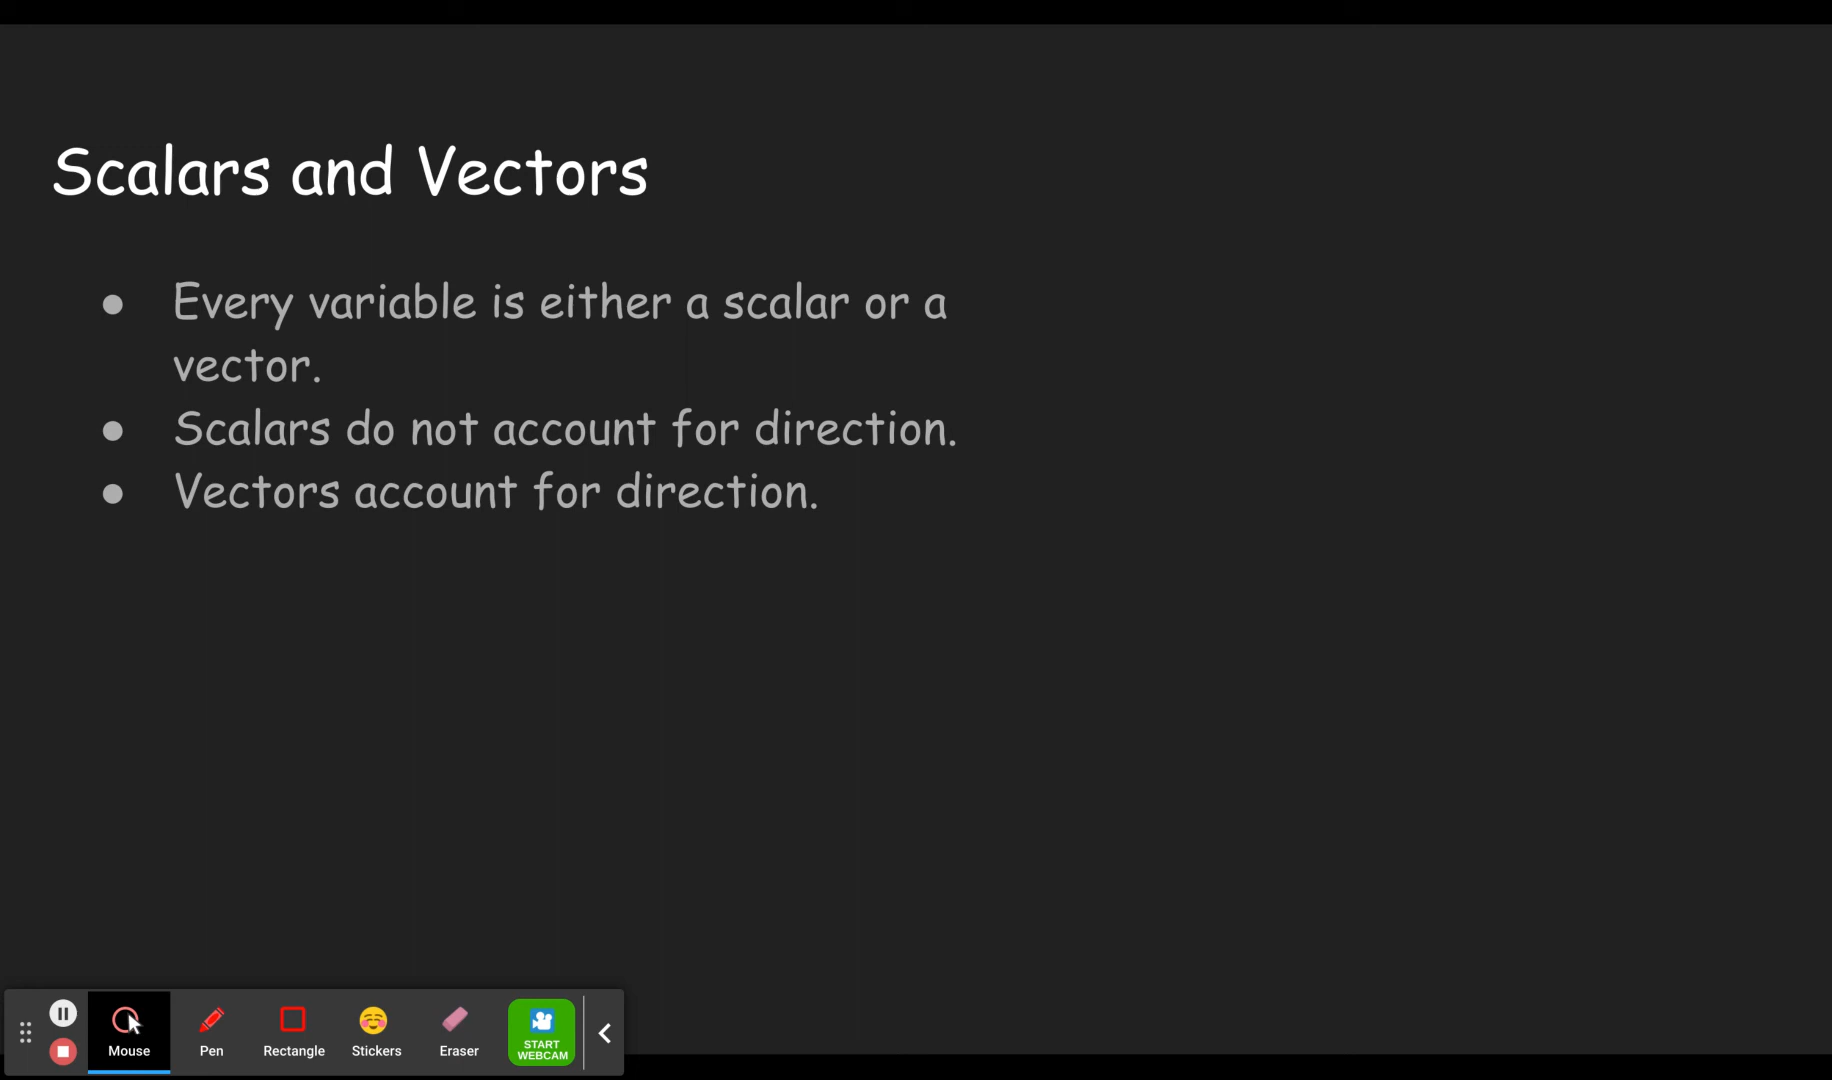 Scalars and Vectors
● Every variable is either a scalar or a
vector.
● Scalars do not account for direction.
● Vectors account for direction.
Mouse Pen Rectangle Stickers Eraser START
WEBCAM